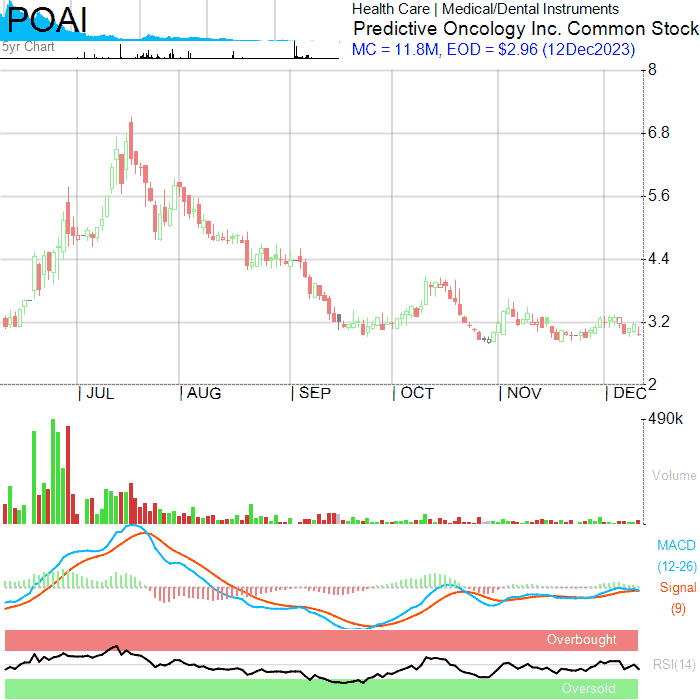 POAI
5yr Chart
Health Care | Medical/Dental Instruments
Predictive Oncology Inc. Common Stock
MC = 11.8M, EOD = $2.96 (12Dec2023)
8
6.8
5.6
4.4
3.2
2
JUL AUG SEP OCT NOV DEC
490k
Volume
MACD
(12-26)
Signal
(9)
Overbought
RSI(14)
Oversold